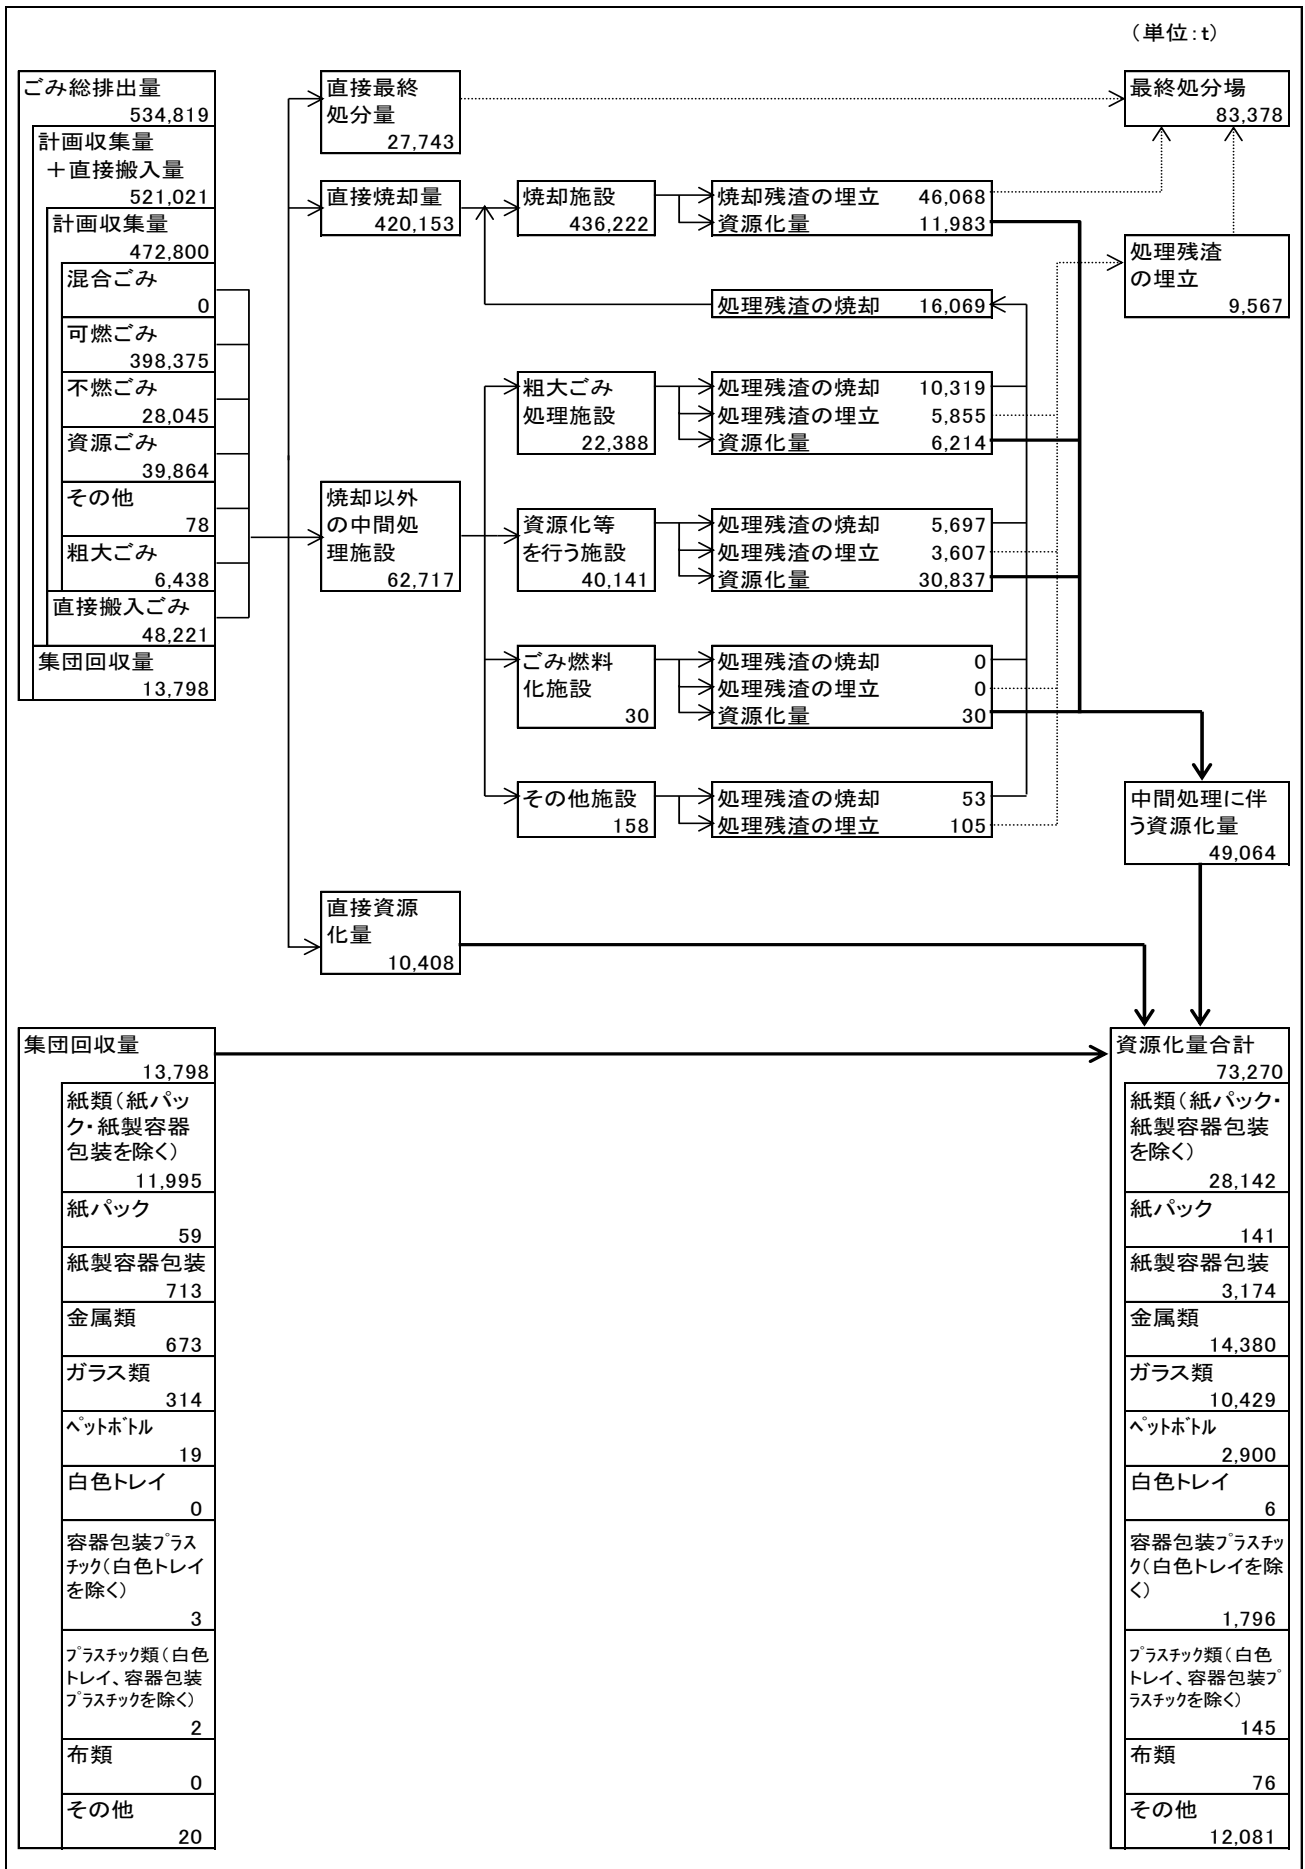 （単位：t）
ごみ総排出量
534,819
計画収集量
＋直接搬入量
521,021
計画収集量
472,800
混合ごみ
0
可燃ごみ
398,375
不燃ごみ
28,045
資源ごみ
39,864
その他
78
粗大ごみ
6,438
直接搬入ごみ
48,221
集団回収量
13,798
直接最終
処分量
27,743
直接焼却量
420,153
焼却以外
の中間処
理施設
62,717
直接資源
化量
10,408
焼却施設
436,222
焼却残渣の埋立 46,068
資源化量 11,983
処理残渣の焼却 16,069
粗大ごみ
処理施設
22,388
処理残渣の焼却 10,319
処理残渣の埋立 5,855
資源化量 6,214
資源化等
を行う施設
40,141
処理残渣の焼却 5,697
処理残渣の埋立 3,607
資源化量 30,837
ごみ燃料
化施設
30
処理残渣の焼却 0
処理残渣の埋立 0
資源化量 30
その他施設
158
処理残渣の焼却 53
処理残渣の埋立 105
最終処分場
83,378
処理残渣
の埋立
9,567
中間処理に伴
う資源化量
49,064
集団回収量
13,798
紙類（紙パッ
ク・紙製容器
包装を除く）
11,995
紙パック
59
紙製容器包装
713
金属類
673
ガラス類
314
ﾍﾟｯﾄﾎﾞﾄﾙ
19
白色トレイ
0
容器包装ﾌﾟﾗｽ
ﾁｯｸ（白色トレイ
を除く）
3
ﾌﾟﾗｽﾁｯｸ類（白色
トレイ、容器包装
ﾌﾟﾗｽﾁｯｸを除く）
2
布類
0
その他
20
資源化量合計
73,270
紙類（紙パック・
紙製容器包装
を除く）
28,142
紙パック
141
紙製容器包装
3,174
金属類
14,380
ガラス類
10,429
ﾍﾟｯﾄﾎﾞﾄﾙ
2,900
白色トレイ
6
容器包装ﾌﾟﾗｽﾁｯ
ｸ（白色トレイを除
く）
1,796
ﾌﾟﾗｽﾁｯｸ類（白色
トレイ、容器包装ﾌﾟ
ﾗｽﾁｯｸを除く）
145
布類
76
その他
12,081